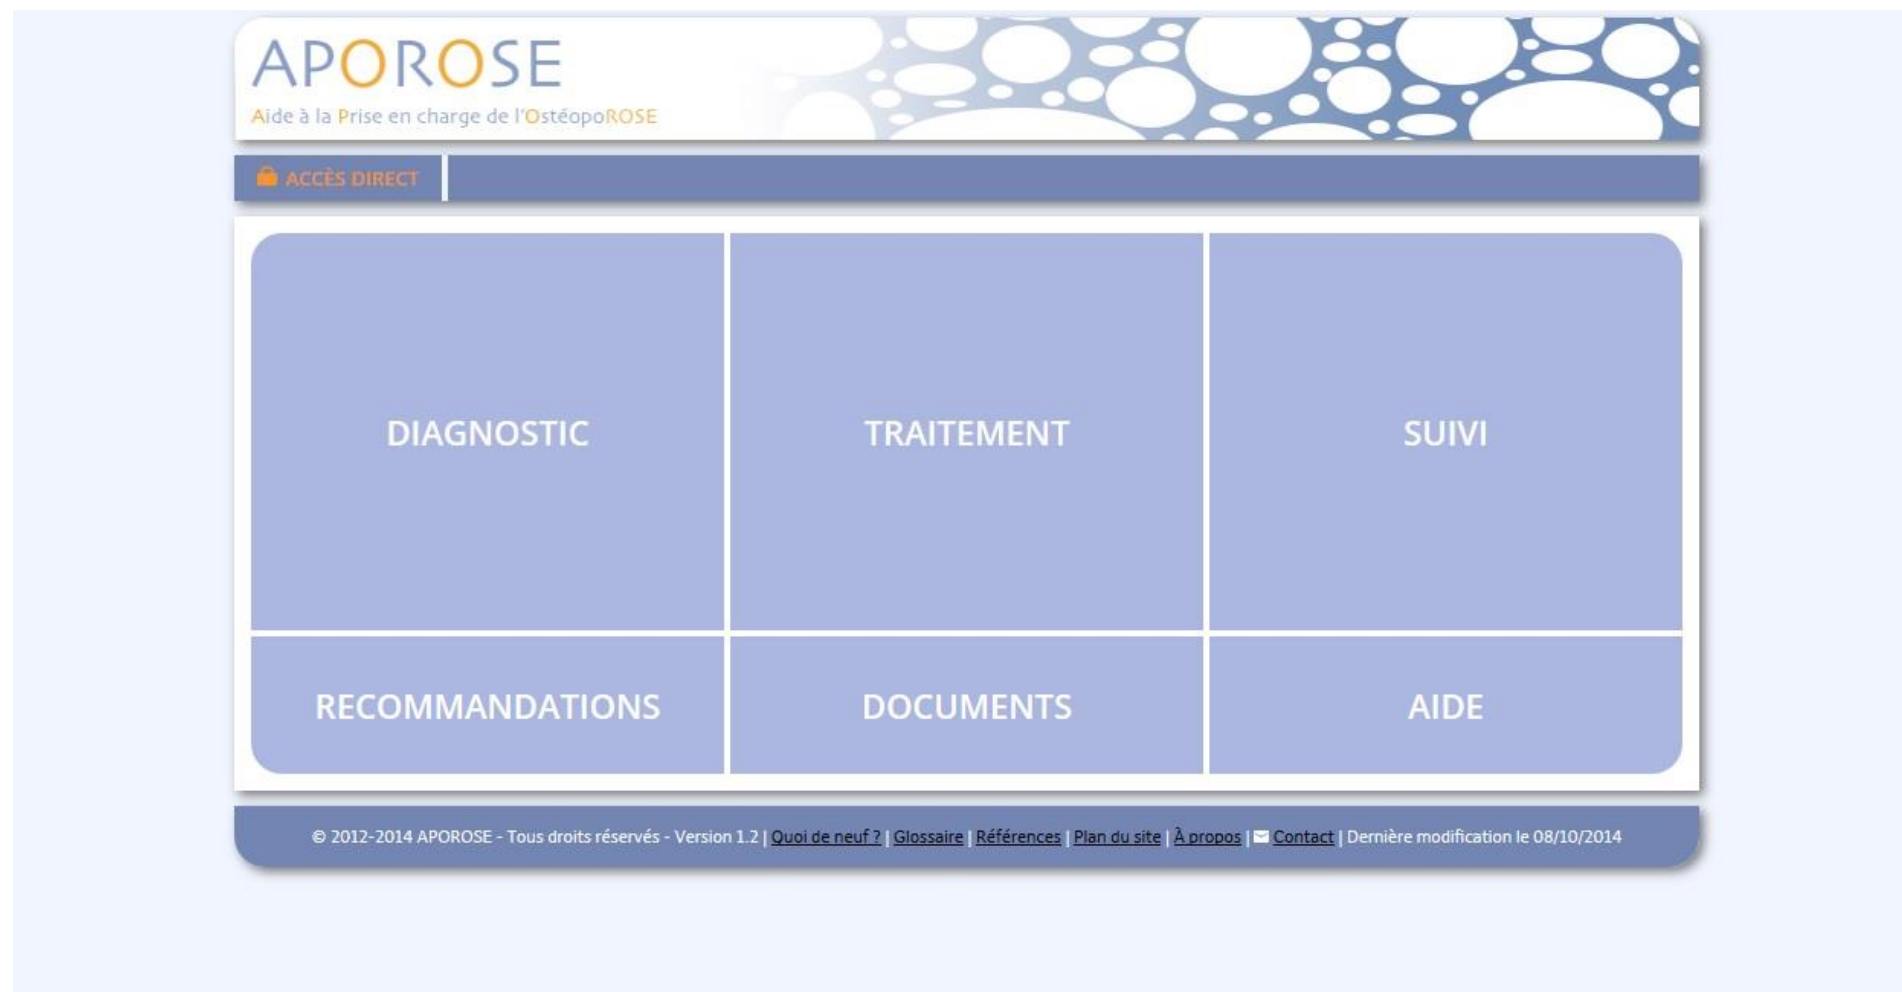 APOROSE
Aide à la Prise en charge de l'OstéopoROSE
ACCÈS DIRECT
DIAGNOSTIC
TRAITEMENT
SUIVI
RECOMMANDATIONS
DOCUMENTS
AIDE
© 2012-2014 APOROSE - Tous droits réservés - Version 1.2 | Quoi de neuf ? | Glossaire | Références | Plan du site | À propos | Contact | Dernière modification le 08/10/2014